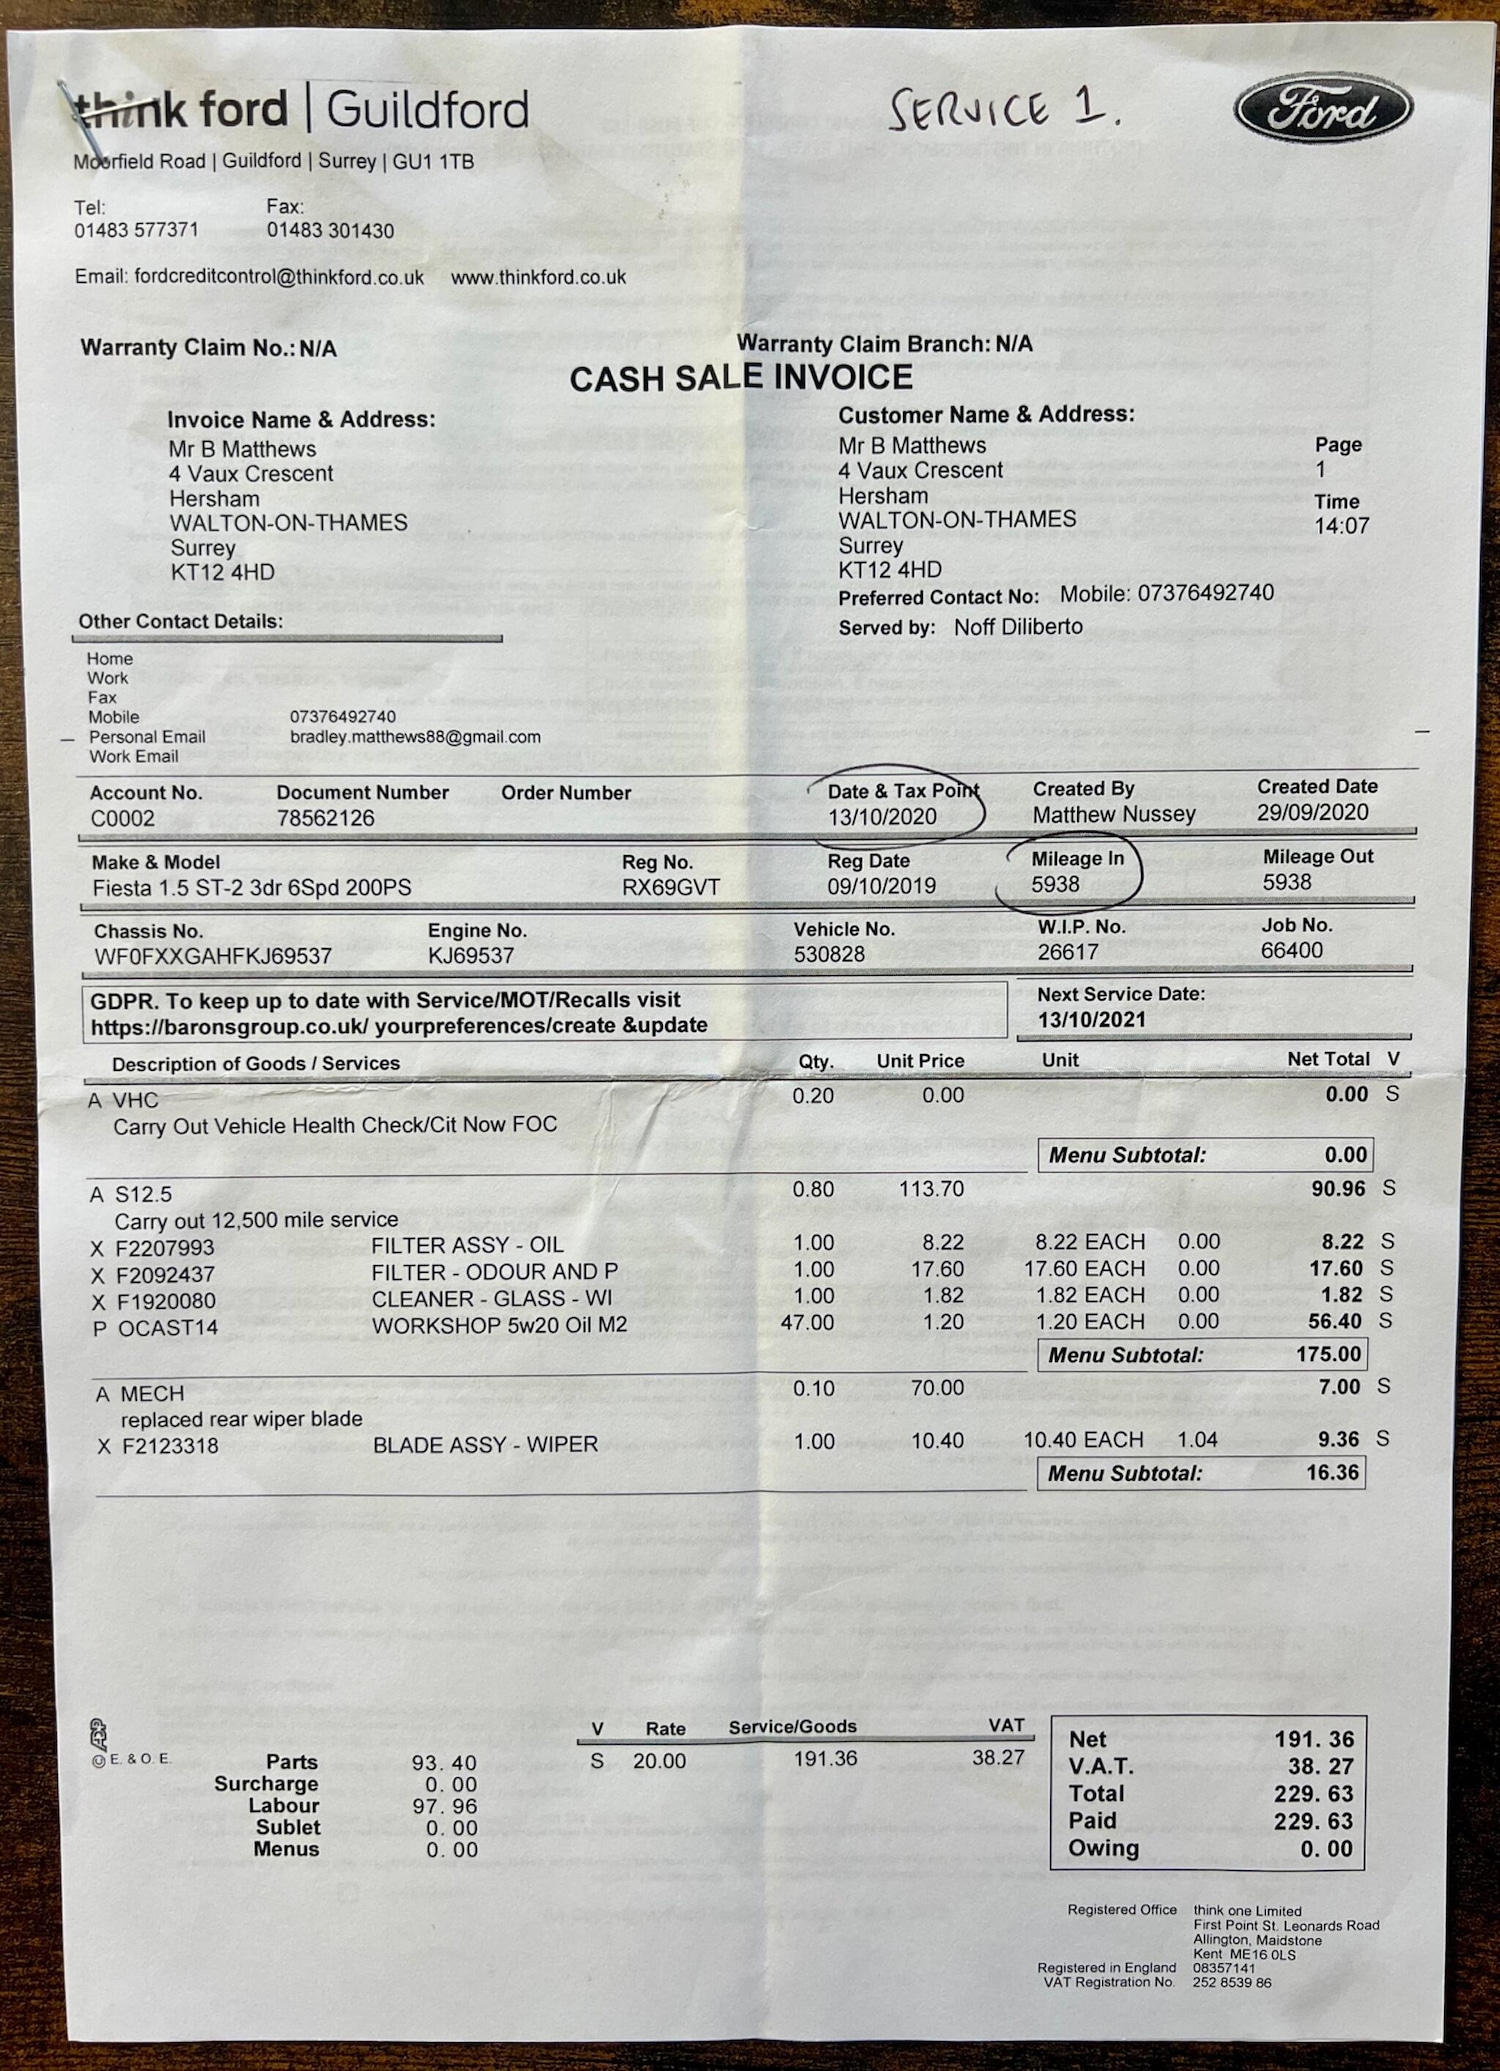 think ford | Guildford
SERVICE 1.
Ford
Moorfield Road | Guildford | Surrey | GU1 1TB
Tel: Fax:
01483 577371 01483 301430
Email: fordcreditcontrol@thinkford.co.uk www.thinkford.co.uk
Warranty Claim No.: N/A Warranty Claim Branch: N/A
CASH SALE INVOICE
Invoice Name & Address:
Mr B Matthews
4 Vaux Crescent
Hersham
WALTON-ON-THAMES
Surrey
KT12 4HD
Customer Name & Address:
Mr B Matthews
4 Vaux Crescent
Hersham
WALTON-ON-THAMES
Surrey
KT12 4HD
Page
1
Time
14:07
Preferred Contact No: Mobile: 07376492740
Served by: Noff Diliberto
Other Contact Details:
Home
Work
Fax
Mobile 07376492740
Personal Email bradley.matthews88@gmail.com
Work Email
Account No. Document Number Order Number Date & Tax Point Created By Created Date
C0002 78562126 13/10/2020 Matthew Nussey 29/09/2020
Make & Model Reg No. Reg Date Mileage In Mileage Out
Fiesta 1.5 ST-2 3dr 6Spd 200PS RX69GVT 09/10/2019 5938 5938
Chassis No. Engine No. Vehicle No. W.I.P. No. Job No.
WF0FXXGAHFKJ69537 KJ69537 530828 26617 66400
GDPR. To keep up to date with Service/MOT/Recalls visit
https://baronsgroup.co.uk/ yourpreferences/create &update
Next Service Date:
13/10/2021
Description of Goods / Services Qty. Unit Price Unit Net Total V
A VHC 0.20 0.00 0.00 S
Carry Out Vehicle Health Check/Cit Now FOC
Menu Subtotal: 0.00
A S12.5 0.80 113.70 90.96 S
Carry out 12,500 mile service
X F2207993 FILTER ASSY - OIL 1.00 8.22 8.22 EACH 0.00 8.22 S
X F2092437 FILTER - ODOUR AND P 1.00 17.60 17.60 EACH 0.00 17.60 S
X F1920080 CLEANER - GLASS - WI 1.00 1.82 1.82 EACH 0.00 1.82 S
P OCAST14 WORKSHOP 5w20 Oil M2 47.00 1.20 1.20 EACH 0.00 56.40 S
Menu Subtotal: 175.00
A MECH 0.10 70.00 7.00 S
replaced rear wiper blade
X F2123318 BLADE ASSY - WIPER 1.00 10.40 10.40 EACH 1.04 9.36 S
Menu Subtotal: 16.36
ADP
E. & O. E.
Parts 93.40
Surcharge 0.00
Labour 97.96
Sublet 0.00
Menus 0.00
V Rate Service/Goods VAT
S 20.00 191.36 38.27
Net 191.36
V.A.T. 38.27
Total 229.63
Paid 229.63
Owing 0.00
Registered Office think one Limited
First Point St. Leonards Road
Allington, Maidstone
Kent ME16 0LS
Registered in England 08357141
VAT Registration No. 252 8539 86